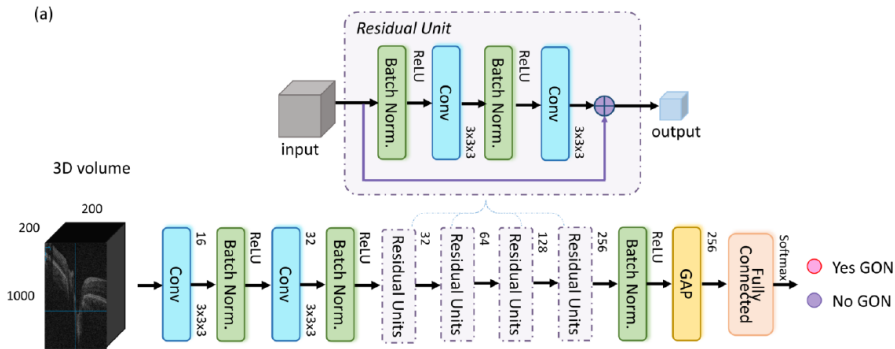 (a)
Residual Unit
Batch Norm.
ReLU
Conv
3x3x3
Batch Norm.
ReLU
Conv
3x3x3
input
output
3D volume
200
200
1000
Conv
16
3x3x3
Batch Norm.
ReLU
Conv
32
3x3x3
Batch Norm.
ReLU
Residual Units
32
Residual Units
64
Residual Units
128
Residual Units
256
Batch Norm.
ReLU
GAP
256
Fully
Connected
Softmax
Yes GON
No GON